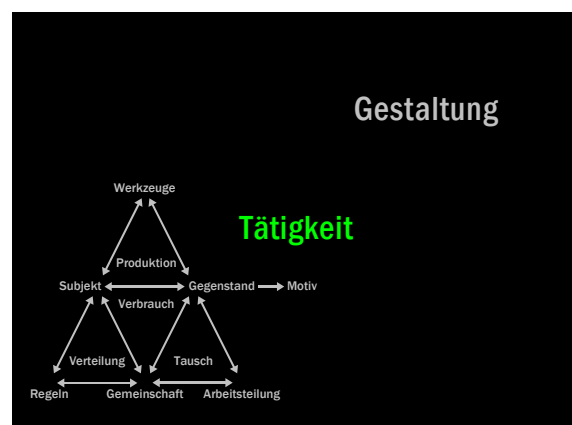 Gestaltung
Werkzeuge
Tätigkeit
Produktion
Subjekt Gegenstand Motiv
Verbrauch
Verteilung Tausch
Regeln Gemeinschaft Arbeitsteilung